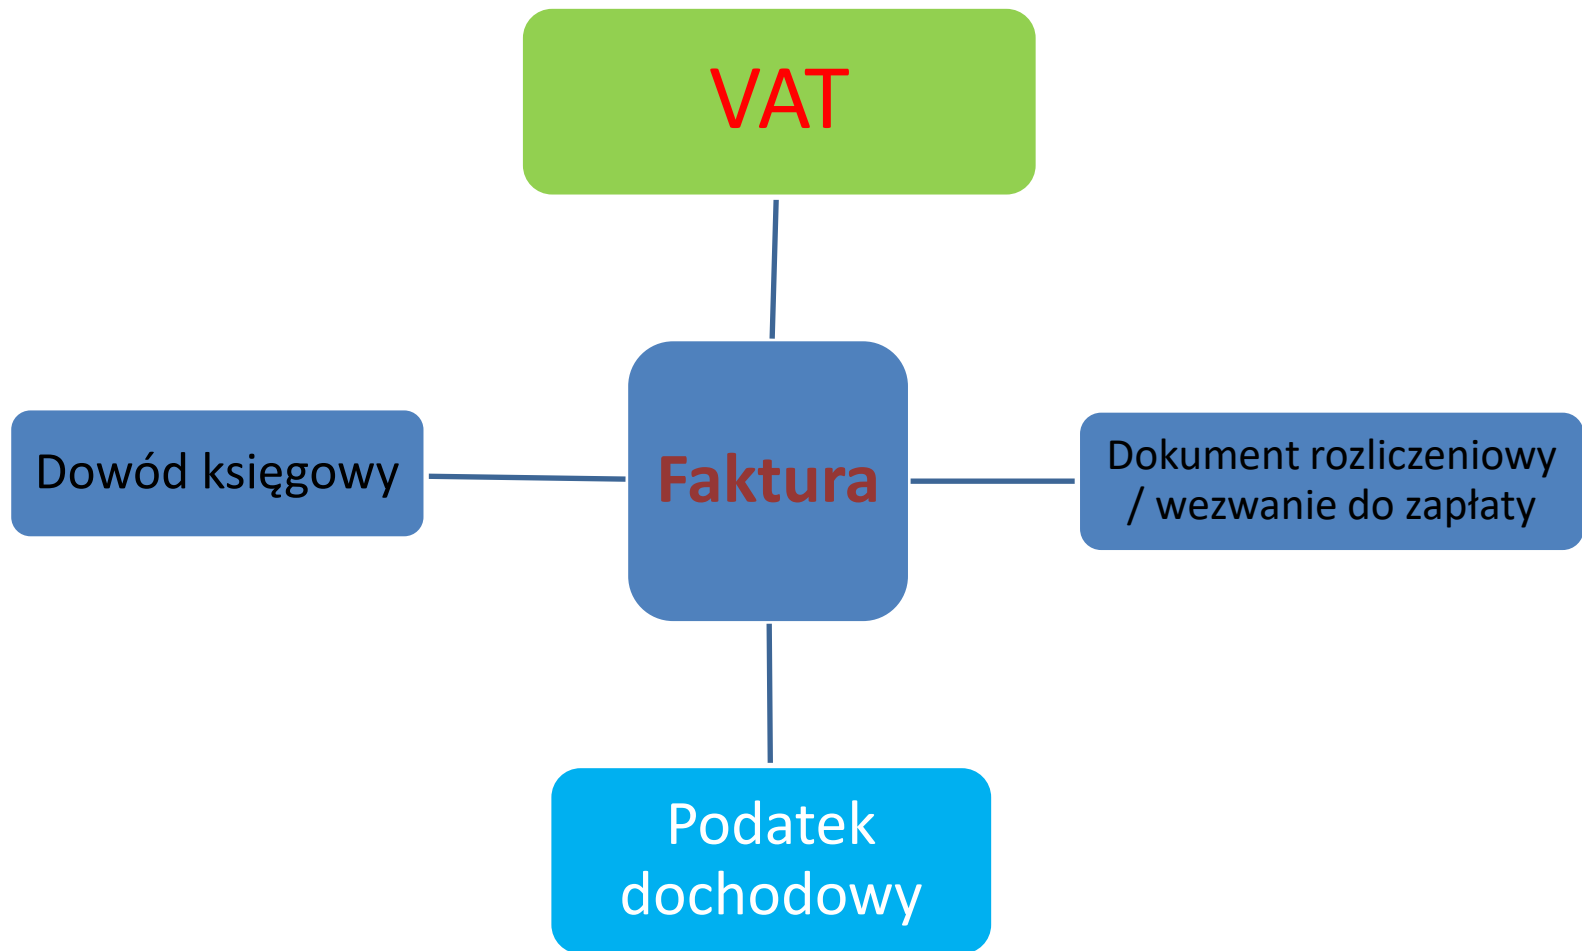 VAT
Dowód księgowy
Faktura
Dokument rozliczeniowy
/ wezwanie do zapłaty
Podatek
dochodowy